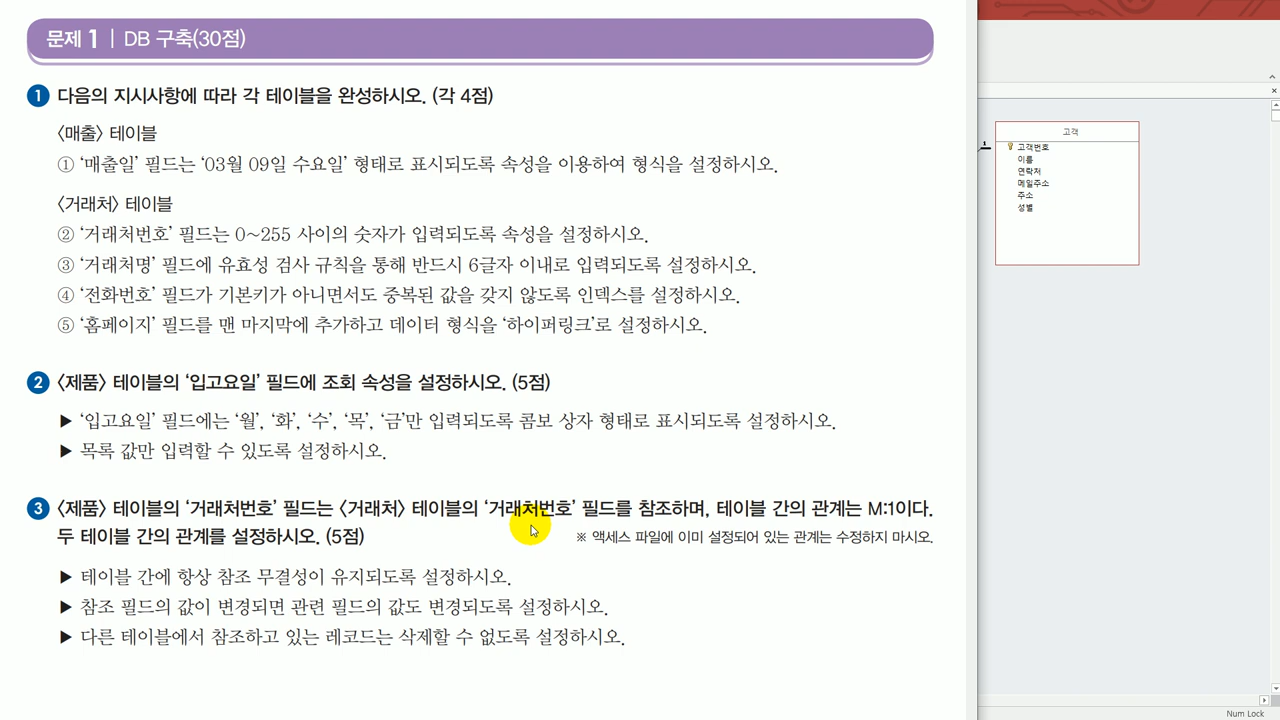 문제 1 | DB 구축(30점)
1 다음의 지시사항에 따라 각 테이블을 완성하시오. (각 4점)
〈매출〉 테이블
① ‘매출일’ 필드는 ‘03월 09일 수요일’ 형태로 표시되도록 속성을 이용하여 형식을 설정하시오.
〈거래처〉 테이블
② ‘거래처번호’ 필드는 0~255 사이의 숫자가 입력되도록 속성을 설정하시오.
③ ‘거래처명’ 필드에 유효성 검사 규칙을 통해 반드시 6글자 이내로 입력되도록 설정하시오.
④ ‘전화번호’ 필드가 기본키가 아니면서도 중복된 값을 갖지 않도록 인덱스를 설정하시오.
⑤ ‘홈페이지’ 필드를 맨 마지막에 추가하고 데이터 형식을 ‘하이퍼링크’로 설정하시오.
2 〈제품〉 테이블의 ‘입고요일’ 필드에 조회 속성을 설정하시오. (5점)
▶ ‘입고요일’ 필드에는 ‘월’, ‘화’, ‘수’, ‘목’, ‘금’만 입력되도록 콤보 상자 형태로 표시되도록 설정하시오.
▶ 목록 값만 입력할 수 있도록 설정하시오.
3 〈제품〉 테이블의 ‘거래처번호’ 필드는 〈거래처〉 테이블의 ‘거래처번호’ 필드를 참조하며, 테이블 간의 관계는 M:1이다.
두 테이블 간의 관계를 설정하시오. (5점)
※ 액세스 파일에 이미 설정되어 있는 관계는 수정하지 마시오.
▶ 테이블 간에 항상 참조 무결성이 유지되도록 설정하시오.
▶ 참조 필드의 값이 변경되면 관련 필드의 값도 변경되도록 설정하시오.
▶ 다른 테이블에서 참조하고 있는 레코드는 삭제할 수 없도록 설정하시오.
고객
1
고객번호
이름
연락처
메일주소
주소
성별
Num Lock